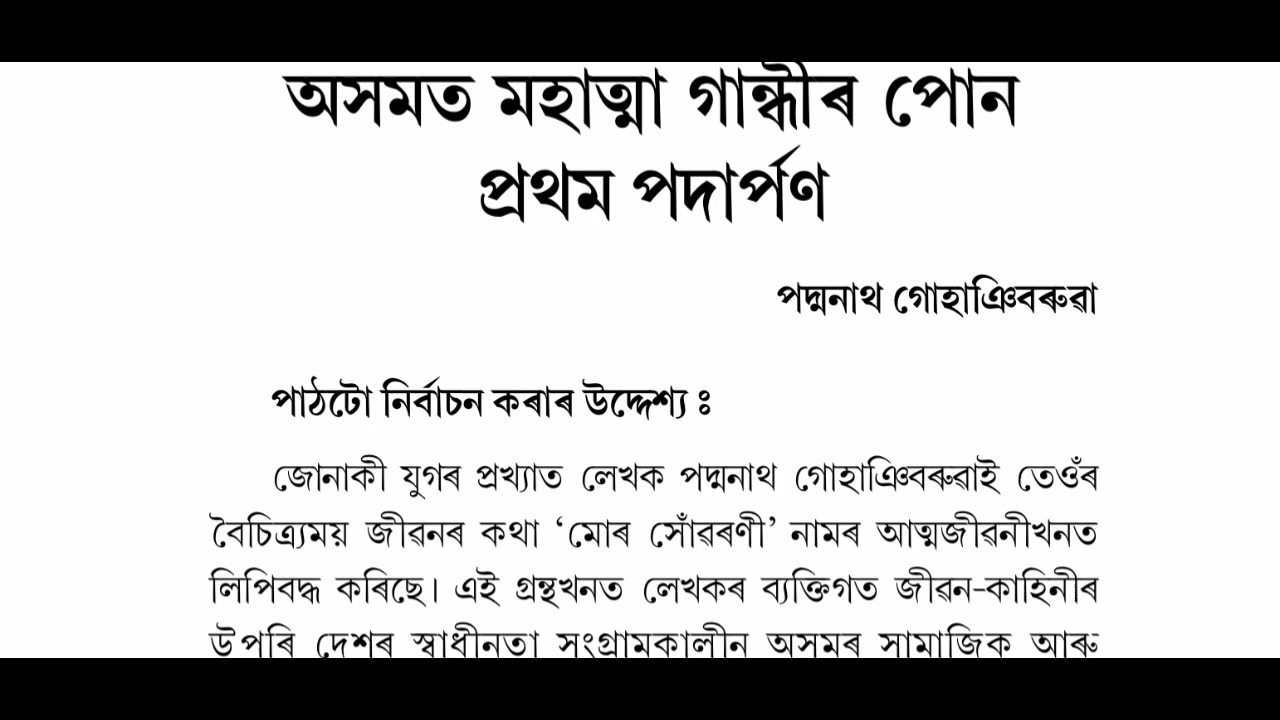 অসমত মহাত্মা গান্ধীৰ পোন
প্ৰথম পদাৰ্পণ
পদ্মনাথ গোহাঞিবৰুৱা
পাঠটো নিৰ্বাচন কৰাৰ উদ্দেশ্য ঃ
জোনাকী যুগৰ প্ৰখ্যাত লেখক পদ্মনাথ গোহাঞিবৰুৱাই তেওঁৰ
বৈচিত্ৰ্যময় জীৱনৰ কথা ‘মোৰ সোঁৱৰণী’ নামৰ আত্মজীৱনীখনত
লিপিবদ্ধ কৰিছে। এই গ্ৰন্থখনত লেখকৰ ব্যক্তিগত জীৱন-কাহিনীৰ
উপৰি দেশৰ স্বাধীনতা সংগ্ৰামকালীন অসমৰ সামাজিক আৰু